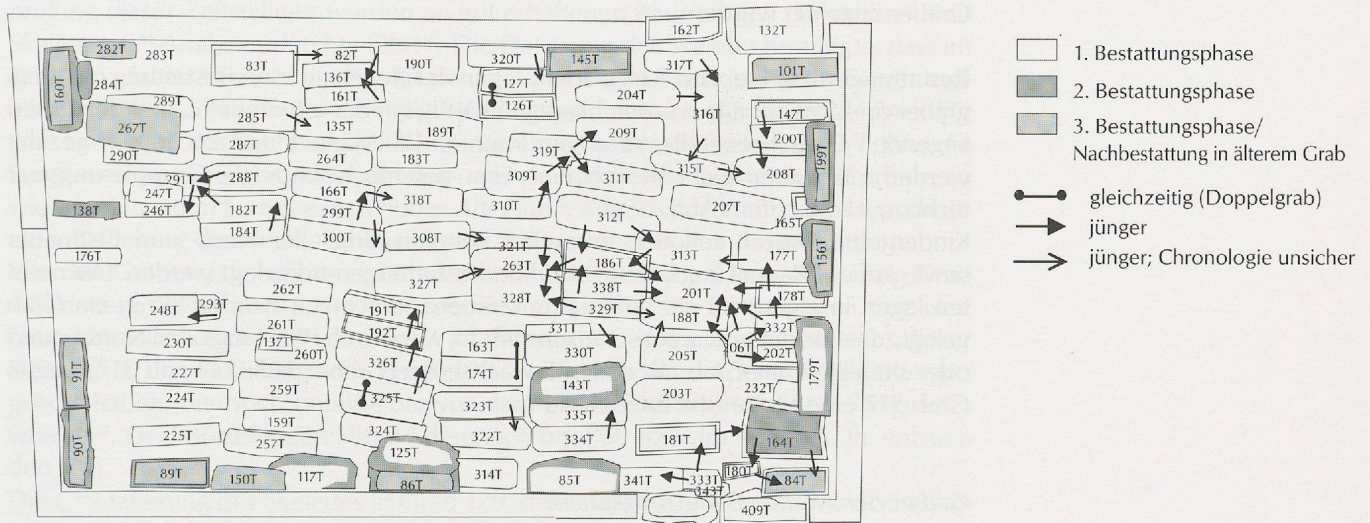 162T 132T
282T 283T 83T 82T 190T 320T 145T 317T 101T
160T 284T 136T 127T
289T 161T 126T 204T 316T 147T
267T 285T 135T 189T 209T 200T 199T
290T 287T 264T 183T 319T 315T 208T
291T 288T 309T 311T
247T 166T 318T 207T
138T 246T 182T 299T 310T 312T 165T
184T 300T 308T 321T 156T
176T 263T 186T 313T 177T
262T 327T 338T 201T 178T
248T 293T 191T 328T 329T 188T
261T 192T 331T 332T
230T 137T 260T 163T 330T 205T 206T 202T 179T
91T 227T 326T 174T 143T 232T
224T 259T 325T 203T
323T 335T
225T 159T 324T 322T 334T 181T 164T
90T 257T 125T
89T 150T 117T 86T 314T 85T 341T 333T 180T 84T
343T
409T
1. Bestattungsphase
2. Bestattungsphase
3. Bestattungsphase/
Nachbestattung in älterem Grab
gleichzeitig (Doppelgrab)
jünger
jünger; Chronologie unsicher